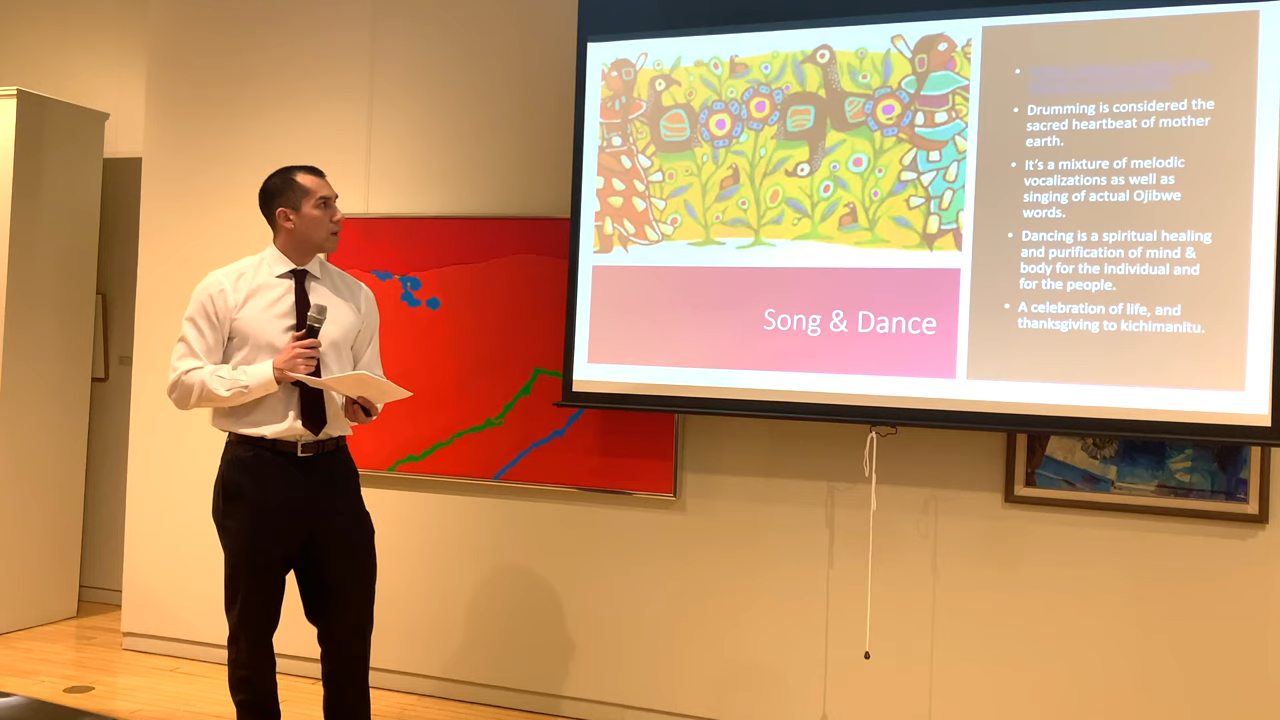 Drumming is considered the
sacred heartbeat of mother
earth.
It's a mixture of melodic
vocalizations as well as
singing of actual Ojibwe
words.
Dancing is a spiritual healing
and purification of mind &
body for the individual and
for the people.
A celebration of life, and
thanksgiving to kichimanitu.
Song & Dance